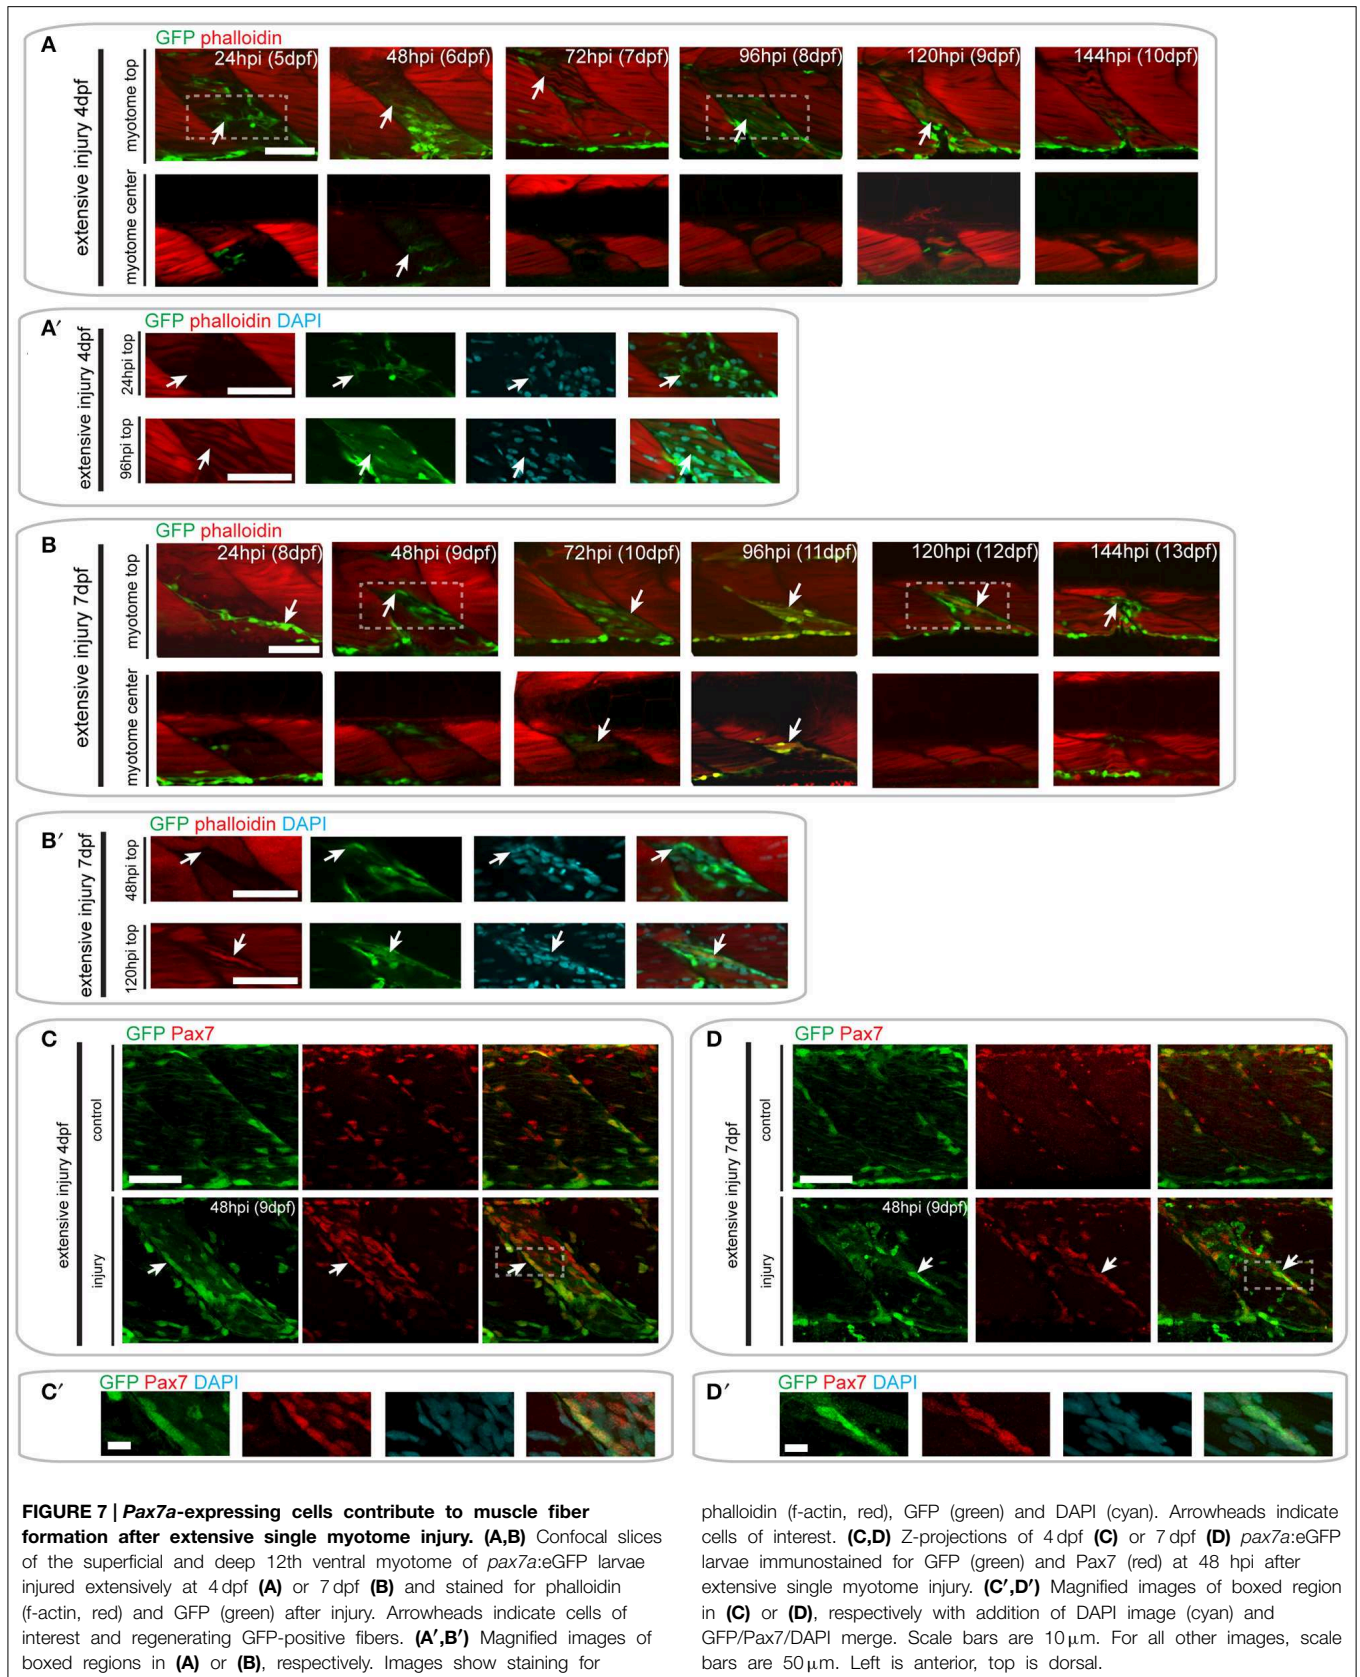 A
GFP phalloidin
extensive injury 4dpf
myotome top
24hpi (5dpf)
48hpi (6dpf)
72hpi (7dpf)
96hpi (8dpf)
120hpi (9dpf)
144hpi (10dpf)
myotome center
A′
GFP phalloidin DAPI
extensive injury 4dpf
24hpi top
96hpi top
B
GFP phalloidin
extensive injury 7dpf
myotome top
24hpi (8dpf)
48hpi (9dpf)
72hpi (10dpf)
96hpi (11dpf)
120hpi (12dpf)
144hpi (13dpf)
myotome center
B′
GFP phalloidin DAPI
extensive injury 7dpf
48hpi top
120hpi top
C
GFP Pax7
extensive injury 4dpf
control
injury
48hpi (9dpf)
D
GFP Pax7
extensive injury 7dpf
control
injury
48hpi (9dpf)
C′
GFP Pax7 DAPI
D′
GFP Pax7 DAPI
FIGURE 7 | Pax7a-expressing cells contribute to muscle fiber
formation after extensive single myotome injury. (A,B) Confocal slices
of the superficial and deep 12th ventral myotome of pax7a:eGFP larvae
injured extensively at 4 dpf (A) or 7 dpf (B) and stained for phalloidin
(f-actin, red) and GFP (green) after injury. Arrowheads indicate cells of
interest and regenerating GFP-positive fibers. (A′,B′) Magnified images of
boxed regions in (A) or (B), respectively. Images show staining for
phalloidin (f-actin, red), GFP (green) and DAPI (cyan). Arrowheads indicate
cells of interest. (C,D) Z-projections of 4 dpf (C) or 7 dpf (D) pax7a:eGFP
larvae immunostained for GFP (green) and Pax7 (red) at 48 hpi after
extensive single myotome injury. (C′,D′) Magnified images of boxed region
in (C) or (D), respectively with addition of DAPI image (cyan) and
GFP/Pax7/DAPI merge. Scale bars are 10 µm. For all other images, scale
bars are 50 µm. Left is anterior, top is dorsal.